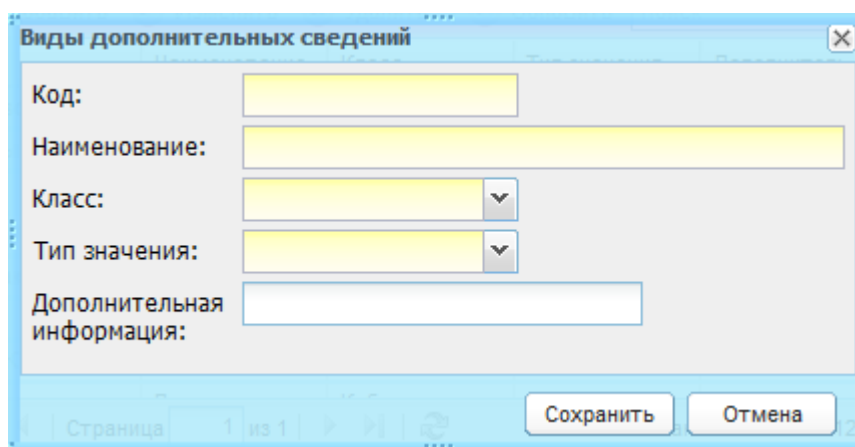 Виды дополнительных сведений
Код:
Наименование:
Класс:
Тип значения:
Дополнительная
информация:
Сохранить Отмена
Страница 1 из 1